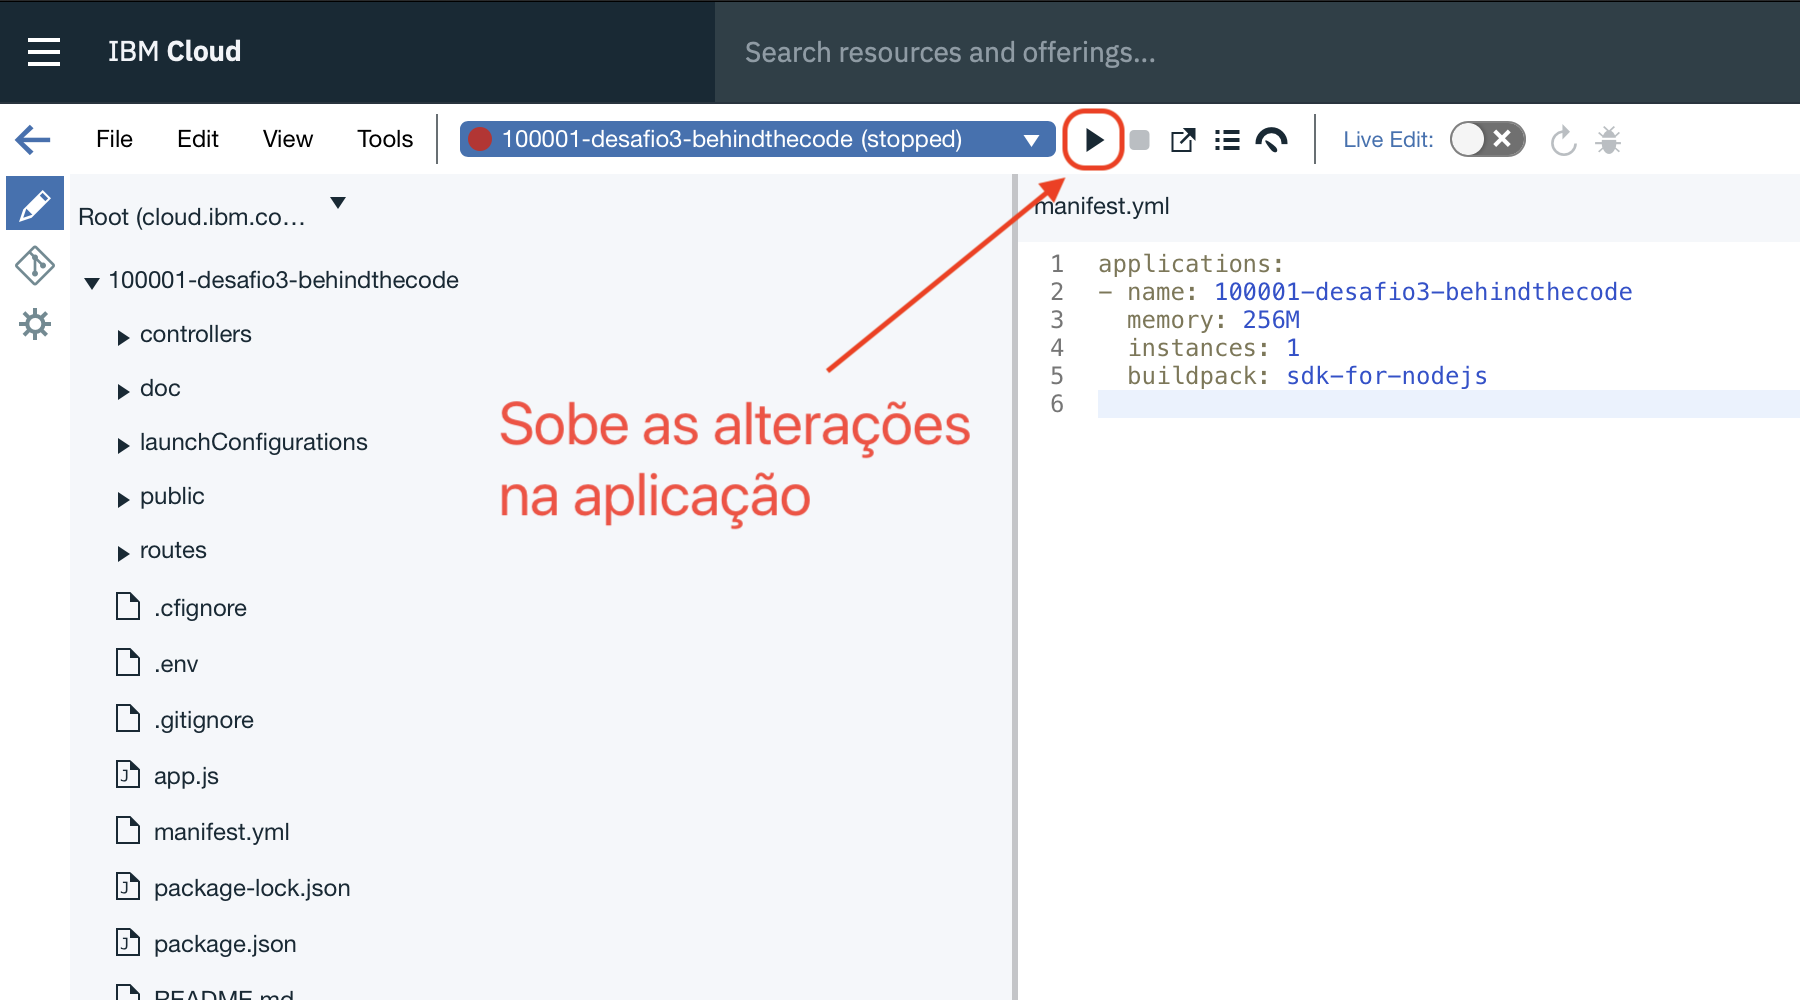 IBM Cloud
Search resources and offerings...
File Edit View Tools
100001-desafio3-behindthecode (stopped)
Live Edit:
Root (cloud.ibm.co...
100001-desafio3-behindthecode
controllers
doc
launchConfigurations
public
routes
.cfignore
.env
.gitignore
app.js
manifest.yml
package-lock.json
package.json
README.md
Sobe as alterações
na aplicação
manifest.yml
1 applications:
2 - name: 100001-desafio3-behindthecode
3 memory: 256M
4 instances: 1
5 buildpack: sdk-for-nodejs
6